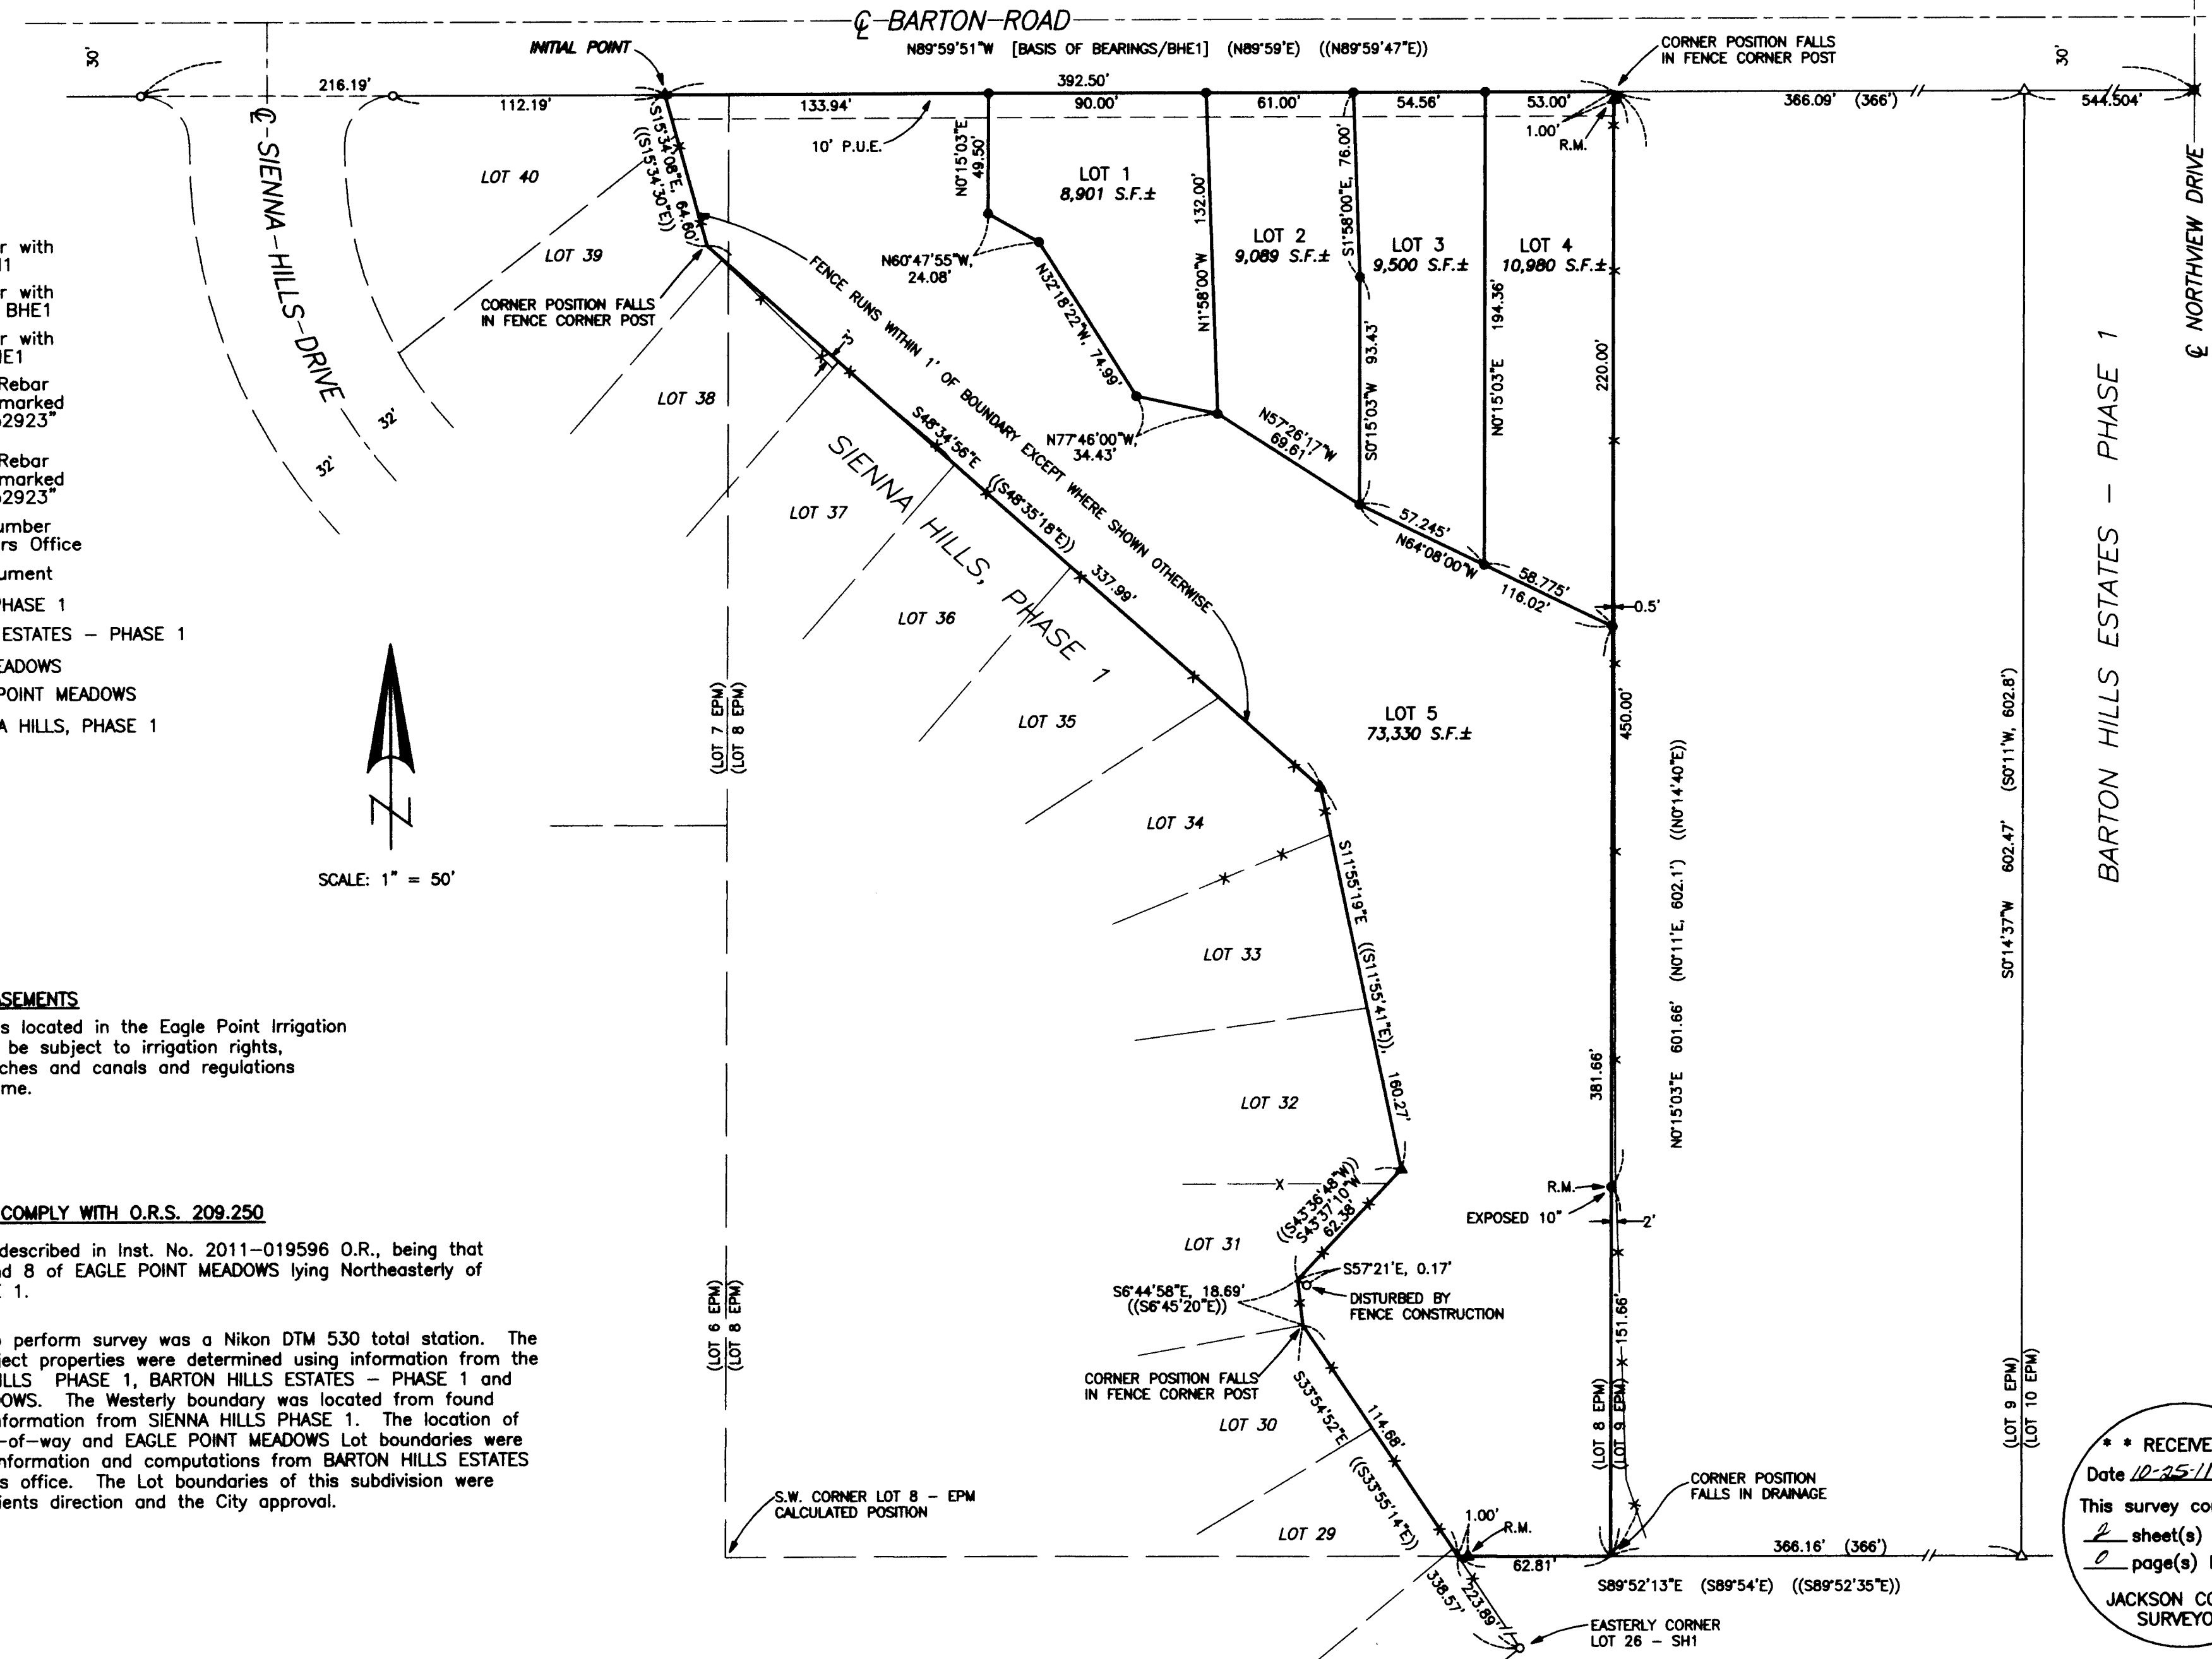 ℄ BARTON ROAD
N89°59'51"W [BASIS OF BEARINGS/BHE1] (N89°59'E) ((N89°59'47"E))
INITIAL POINT
CORNER POSITION FALLS
IN FENCE CORNER POST
30'
30'
216.19'
112.19'
392.50'
133.94'
90.00'
61.00'
54.56'
53.00'
366.09' (366')
544.504'
1.00'
R.M.
10' P.U.E.
℄ SIENNA HILLS DRIVE
32'
32'
℄ NORTHVIEW DRIVE
LOT 40
LOT 39
LOT 38
LOT 37
LOT 36
LOT 35
LOT 34
LOT 33
LOT 32
LOT 31
LOT 30
LOT 29
S15°34'08"E, 64.60'
((S15°34'30"E))
CORNER POSITION FALLS
IN FENCE CORNER POST
N0°15'03"E
49.50'
LOT 1
8,901 S.F.±
N60°47'55"W,
24.08'
N32°18'22"W, 74.99'
N77°46'00"W,
34.43'
N1°58'00"W 132.00'
LOT 2
9,089 S.F.±
S1°58'00"E, 76.00'
S0°15'03"W 93.43'
LOT 3
9,500 S.F.±
N0°15'03"E 194.36'
LOT 4
10,980 S.F.±
220.00'
N57°26'17"W
69.61'
57.245'
N64°08'00"W
58.775'
116.02'
0.5'
FENCE RUNS WITHIN 1' OF BOUNDARY EXCEPT WHERE SHOWN OTHERWISE
3'
S48°34'56"E ((S48°35'18"E)) 337.99'
SIENNA HILLS, PHASE 1
LOT 5
73,330 S.F.±
450.00'
381.66'
N0°15'03"E 601.66' (N0°11'E, 602.1') ((N0°14'40"E))
S0°14'37"W 602.47' (S0°11'W, 602.8')
BARTON HILLS ESTATES - PHASE 1
(LOT 7 EPM)
(LOT 8 EPM)
(LOT 6 EPM)
(LOT 8 EPM)
S11°55'19"E ((S11°55'41"E)), 160.27'
((S43°36'48"W))
S43°37'10"W
62.38'
S57°21'E, 0.17'
DISTURBED BY
FENCE CONSTRUCTION
S6°44'58"E, 18.69'
((S6°45'20"E))
CORNER POSITION FALLS
IN FENCE CORNER POST
S33°54'52"E ((S33°55'14"E))
114.68'
R.M.
EXPOSED 10"
2'
151.66'
(LOT 8 EPM)
(LOT 9 EPM)
(LOT 9 EPM)
(LOT 10 EPM)
CORNER POSITION
FALLS IN DRAINAGE
S.W. CORNER LOT 8 - EPM
CALCULATED POSITION
1.00'
R.M.
62.81'
366.16' (366')
S89°52'13"E (S89°54'E) ((S89°52'35"E))
338.57'
223.89'
EASTERLY CORNER
LOT 26 - SH1
r with
1
r with
BHE1
r with
HE1
Rebar
marked
2923"
Rebar
marked
2923"
umber
rs Office
ument
PHASE 1
ESTATES - PHASE 1
EADOWS
POINT MEADOWS
A HILLS, PHASE 1
N
SCALE: 1" = 50'
ASEMENTS
s located in the Eagle Point Irrigation
be subject to irrigation rights,
ches and canals and regulations
me.
COMPLY WITH O.R.S. 209.250
described in Inst. No. 2011-019596 O.R., being that
nd 8 of EAGLE POINT MEADOWS lying Northeasterly of
E 1.
o perform survey was a Nikon DTM 530 total station. The
ject properties were determined using information from the
ILLS PHASE 1, BARTON HILLS ESTATES - PHASE 1 and
OWS. The Westerly boundary was located from found
nformation from SIENNA HILLS PHASE 1. The location of
-of-way and EAGLE POINT MEADOWS Lot boundaries were
nformation and computations from BARTON HILLS ESTATES
s office. The Lot boundaries of this subdivision were
ients direction and the City approval.
* * RECEIVE
Date 10-25-11
This survey co
2 sheet(s)
0 page(s)
JACKSON CO
SURVEYO